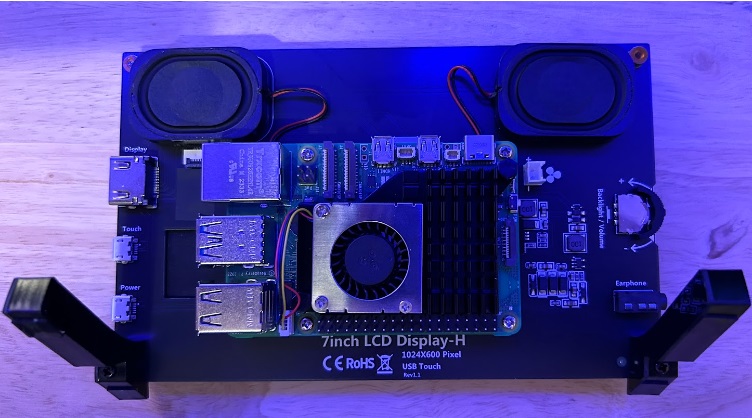 Display
Touch
Power
Backlight / Volume
Earphone
7inch LCD Display-H
CE RoHS
1024X600 Pixel
USB Touch
Rev1.1